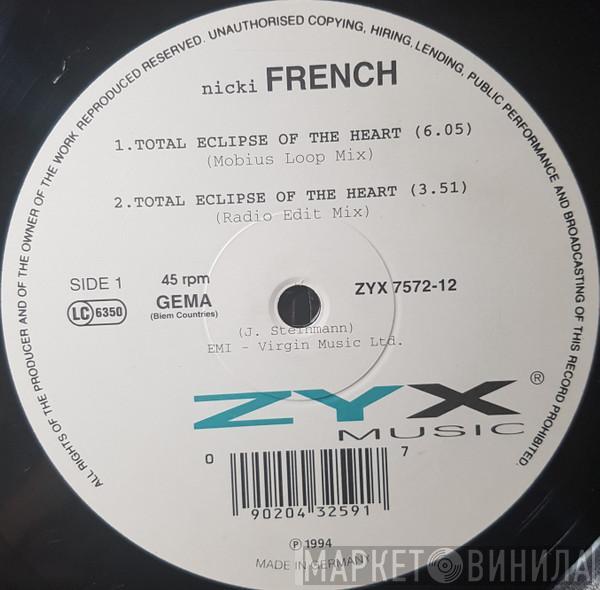 ALL RIGHTS OF THE PRODUCER AND OF THE OWNER OF THE WORK REPRODUCED RESERVED. UNAUTHORISED COPYING, HIRING, LENDING, PUBLIC PERFORMANCE AND BROADCASTING OF THIS RECORD PROHIBITED.
nicki FRENCH
1.TOTAL ECLIPSE OF THE HEART (6.05)
(Mobius Loop Mix)
2.TOTAL ECLIPSE OF THE HEART (3.51)
(Radio Edit Mix)
SIDE 1
45 rpm
GEMA
(Biem Countries)
LC 6350
ZYX 7572-12
(J. Steinmann)
EMI - Virgin Music Ltd.
ZYX ®
MUSIC
0 7
90204 32591
℗ 1994
MADE IN GERMANY
МАРКЕТ ВИНИЛА